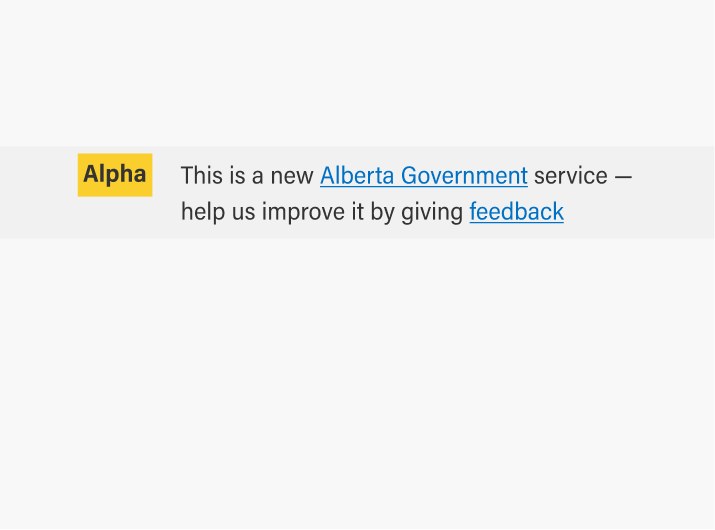 Alpha
This is a new Alberta Government service —
help us improve it by giving feedback